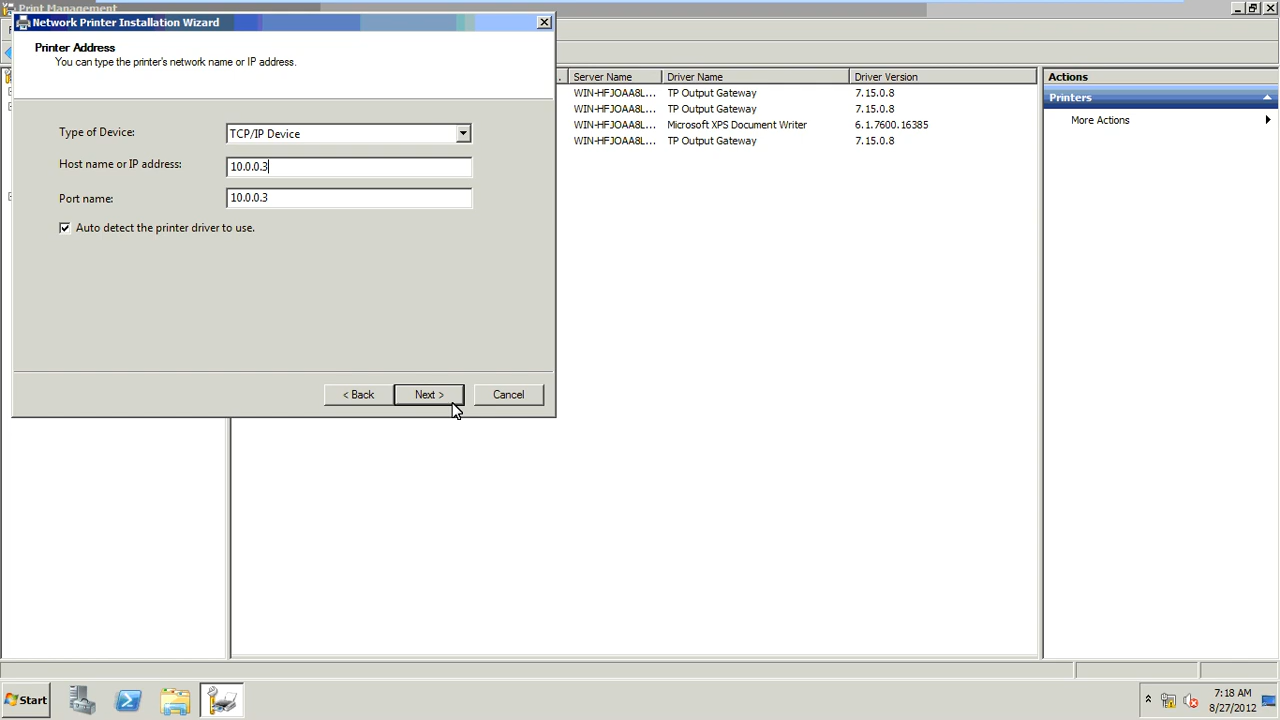 Print Management
Network Printer Installation Wizard
Printer Address
You can type the printer's network name or IP address.
Type of Device:
TCP/IP Device
Host name or IP address:
10.0.0.3
Port name:
10.0.0.3
Auto detect the printer driver to use.
< Back
Next >
Cancel
Server Name
Driver Name
Driver Version
WIN-HFJOAA8L...
TP Output Gateway
7.15.0.8
WIN-HFJOAA8L...
TP Output Gateway
7.15.0.8
WIN-HFJOAA8L...
Microsoft XPS Document Writer
6.1.7600.16385
WIN-HFJOAA8L...
TP Output Gateway
7.15.0.8
Actions
Printers
More Actions
Start
7:18 AM
8/27/2012